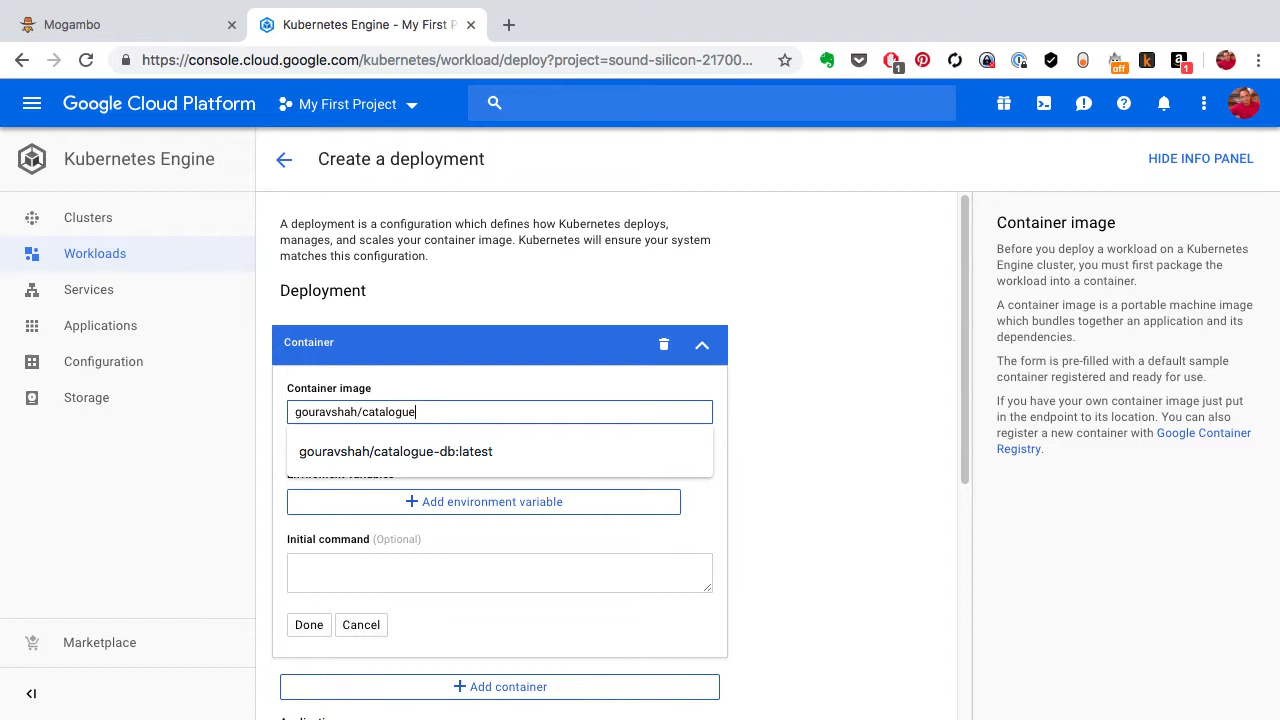 Mogambo
Kubernetes Engine - My First P
https://console.cloud.google.com/kubernetes/workload/deploy?project=sound-silicon-21700...
1
off
k
a
1
Google Cloud Platform
My First Project
Kubernetes Engine
Create a deployment
HIDE INFO PANEL
Clusters
Workloads
Services
Applications
Configuration
Storage
Marketplace
A deployment is a configuration which defines how Kubernetes deploys,
manages, and scales your container image. Kubernetes will ensure your system
matches this configuration.
Deployment
Container
Container image
gouravshah/catalogue
gouravshah/catalogue-db:latest
Add environment variable
Initial command (Optional)
Done
Cancel
Add container
Container image
Before you deploy a workload on a Kubernetes
Engine cluster, you must first package the
workload into a container.
A container image is a portable machine image
which bundles together an application and its
dependencies.
The form is pre-filled with a default sample
container registered and ready for use.
If you have your own container image just put
in the endpoint to its location. You can also
register a new container with Google Container
Registry.